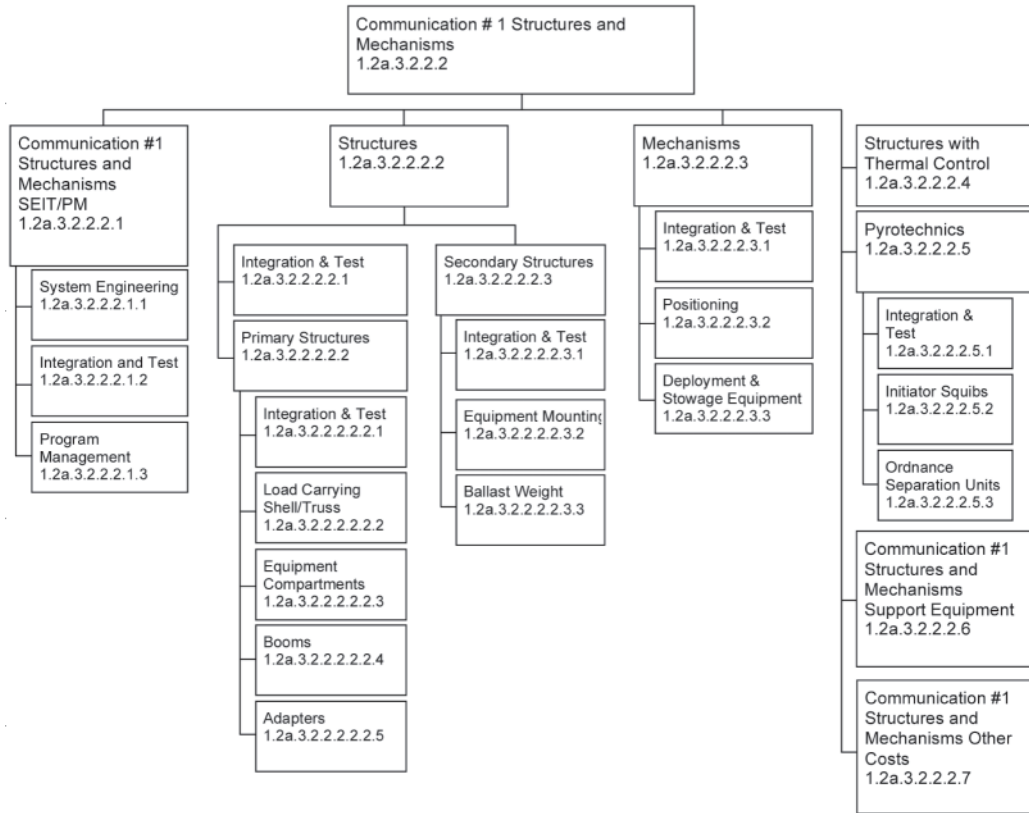 Communication # 1 Structures and
Mechanisms
1.2a.3.2.2.2
Communication #1
Structures and
Mechanisms
SEIT/PM
1.2a.3.2.2.2.1
System Engineering
1.2a.3.2.2.2.1.1
Integration and Test
1.2a.3.2.2.2.1.2
Program
Management
1.2a.3.2.2.2.1.3
Structures
1.2a.3.2.2.2.2
Integration & Test
1.2a.3.2.2.2.2.1
Primary Structures
1.2a.3.2.2.2.2.2
Integration & Test
1.2a.3.2.2.2.2.2.1
Load Carrying
Shell/Truss
1.2a.3.2.2.2.2.2.2
Equipment
Compartments
1.2a.3.2.2.2.2.2.3
Booms
1.2a.3.2.2.2.2.2.4
Adapters
1.2a.3.2.2.2.2.2.5
Secondary Structures
1.2a.3.2.2.2.2.3
Integration & Test
1.2a.3.2.2.2.2.3.1
Equipment Mounting
1.2a.3.2.2.2.2.3.2
Ballast Weight
1.2a.3.2.2.2.2.3.3
Mechanisms
1.2a.3.2.2.2.3
Integration & Test
1.2a.3.2.2.2.3.1
Positioning
1.2a.3.2.2.2.3.2
Deployment &
Stowage Equipment
1.2a.3.2.2.2.3.3
Structures with
Thermal Control
1.2a.3.2.2.2.4
Pyrotechnics
1.2a.3.2.2.2.5
Integration &
Test
1.2a.3.2.2.2.5.1
Initiator Squibs
1.2a.3.2.2.2.5.2
Ordnance
Separation Units
1.2a.3.2.2.2.5.3
Communication #1
Structures and
Mechanisms
Support Equipment
1.2a.3.2.2.2.6
Communication #1
Structures and
Mechanisms Other
Costs
1.2a.3.2.2.2.7